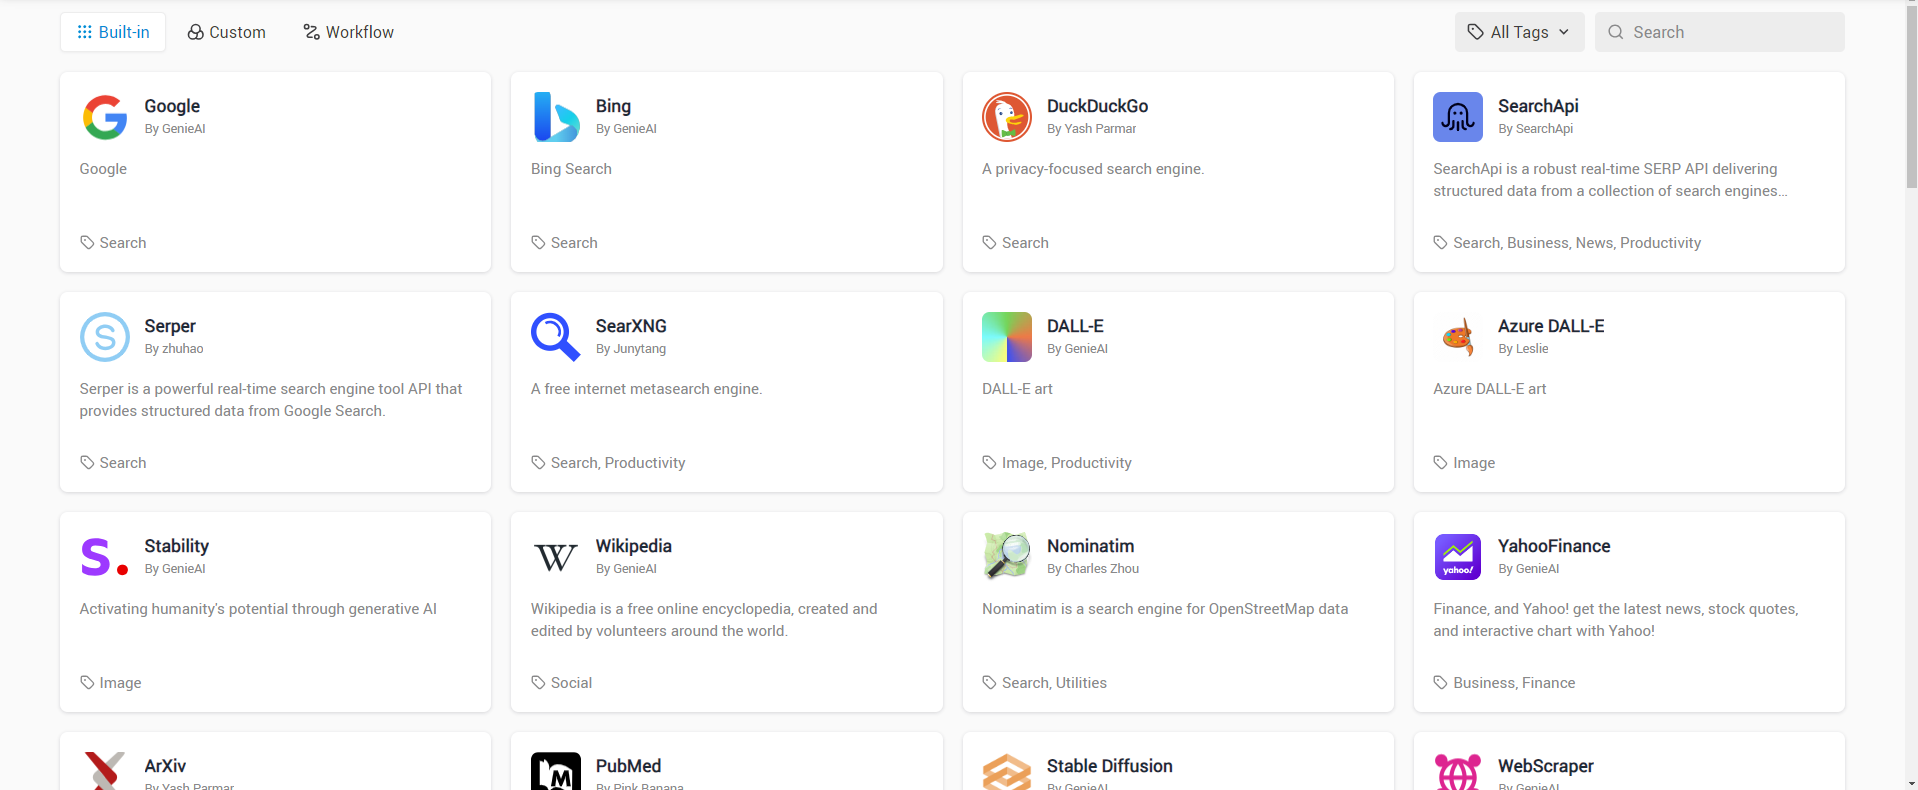 Built-in Custom Workflow All Tags Search
Google
By GenieAI
Google
Search
Bing
By GenieAI
Bing Search
Search
DuckDuckGo
By Yash Parmar
A privacy-focused search engine.
Search
SearchApi
By SearchApi
SearchApi is a robust real-time SERP API delivering
structured data from a collection of search engines...
Search, Business, News, Productivity
Serper
By zhuhao
Serper is a powerful real-time search engine tool API that
provides structured data from Google Search.
Search
SearXNG
By Junytang
A free internet metasearch engine.
Search, Productivity
DALL-E
By GenieAI
DALL-E art
Image, Productivity
Azure DALL-E
By Leslie
Azure DALL-E art
Image
Stability
By GenieAI
Activating humanity's potential through generative AI
Image
Wikipedia
By GenieAI
Wikipedia is a free online encyclopedia, created and
edited by volunteers around the world.
Social
Nominatim
By Charles Zhou
Nominatim is a search engine for OpenStreetMap data
Search, Utilities
yahoo!
YahooFinance
By GenieAI
Finance, and Yahoo! get the latest news, stock quotes,
and interactive chart with Yahoo!
Business, Finance
ArXiv
By Yash Parmar
PubMed
By Pink Banana
Stable Diffusion
By GenieAI
WebScraper
By GenieAI